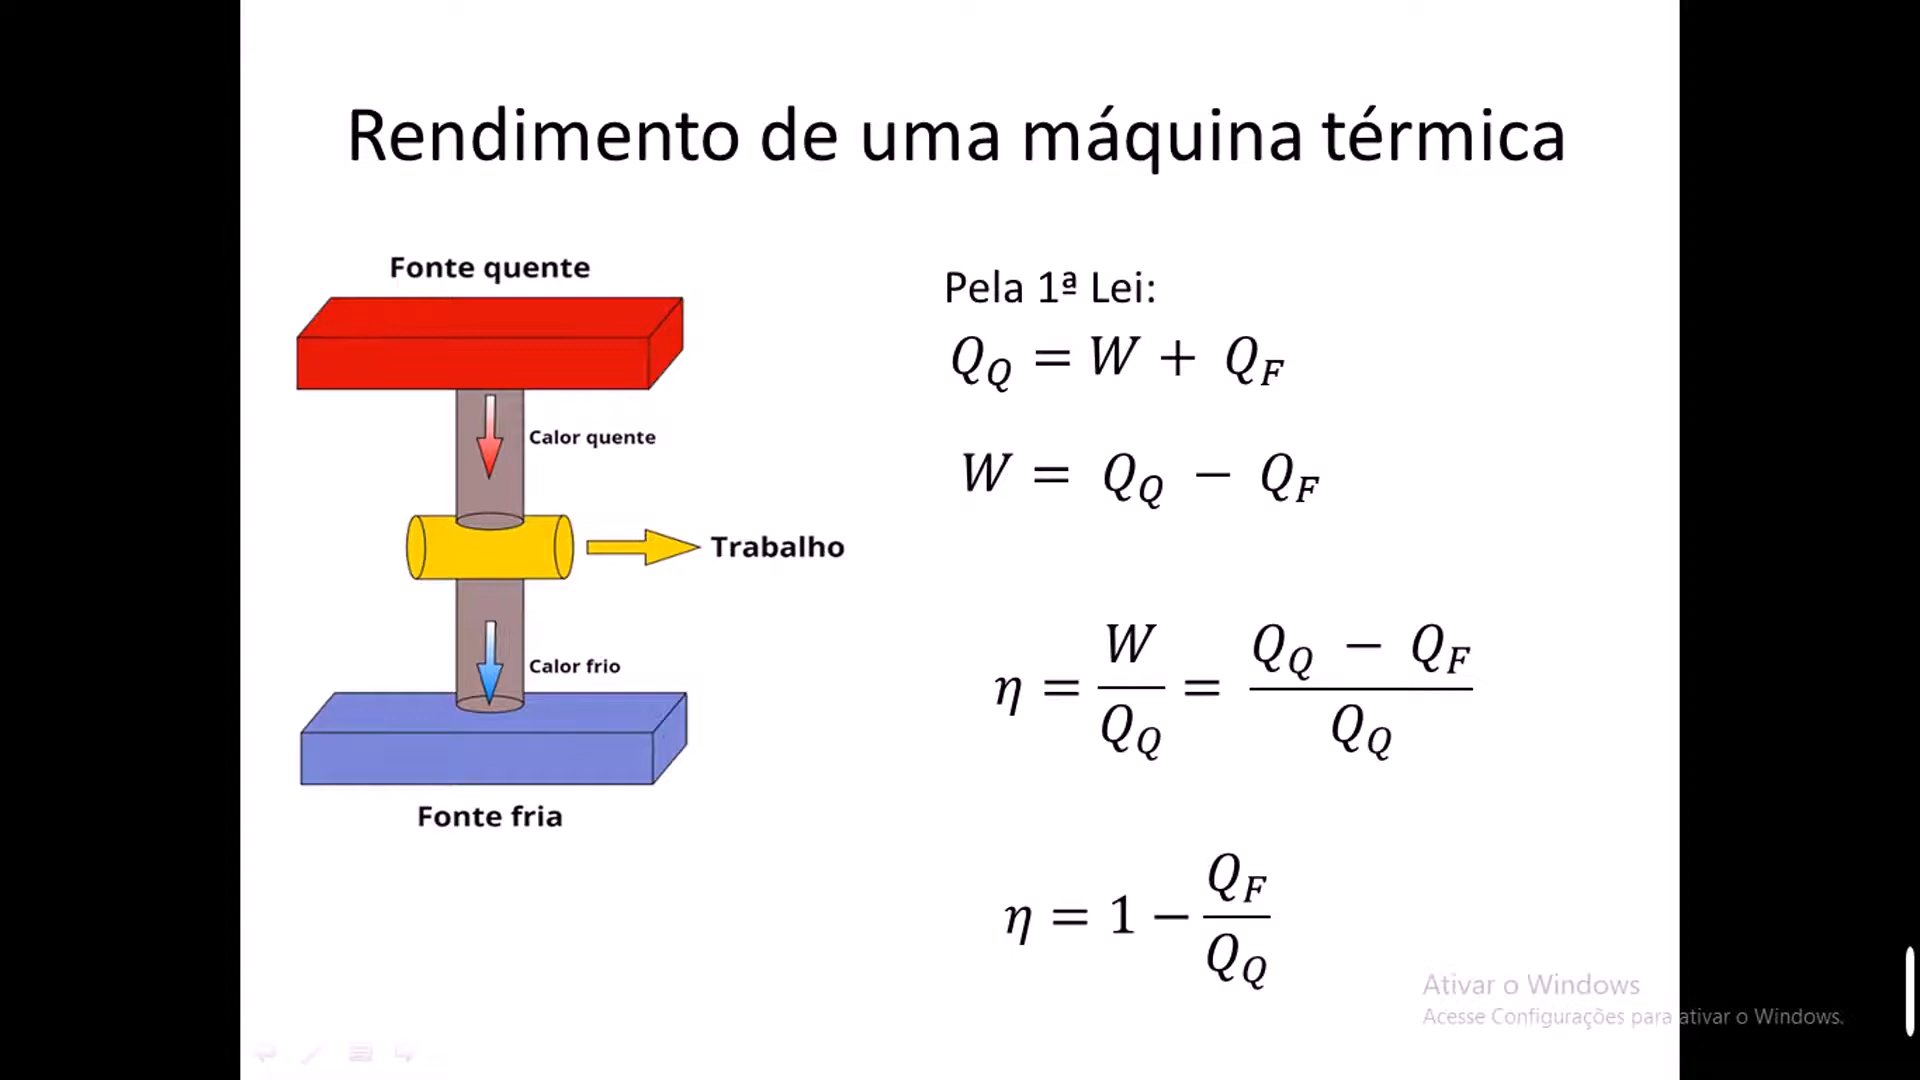 Rendimento de uma máquina térmica
Fonte quente
Calor quente
Trabalho
Calor frio
Fonte fria
Pela 1ª Lei:
Q_Q = W + Q_F
W = Q_Q − Q_F
η = W/Q_Q = (Q_Q − Q_F)/Q_Q
η = 1 − Q_F/Q_Q
Ativar o Windows
Acesse Configurações para ativar o Windows.